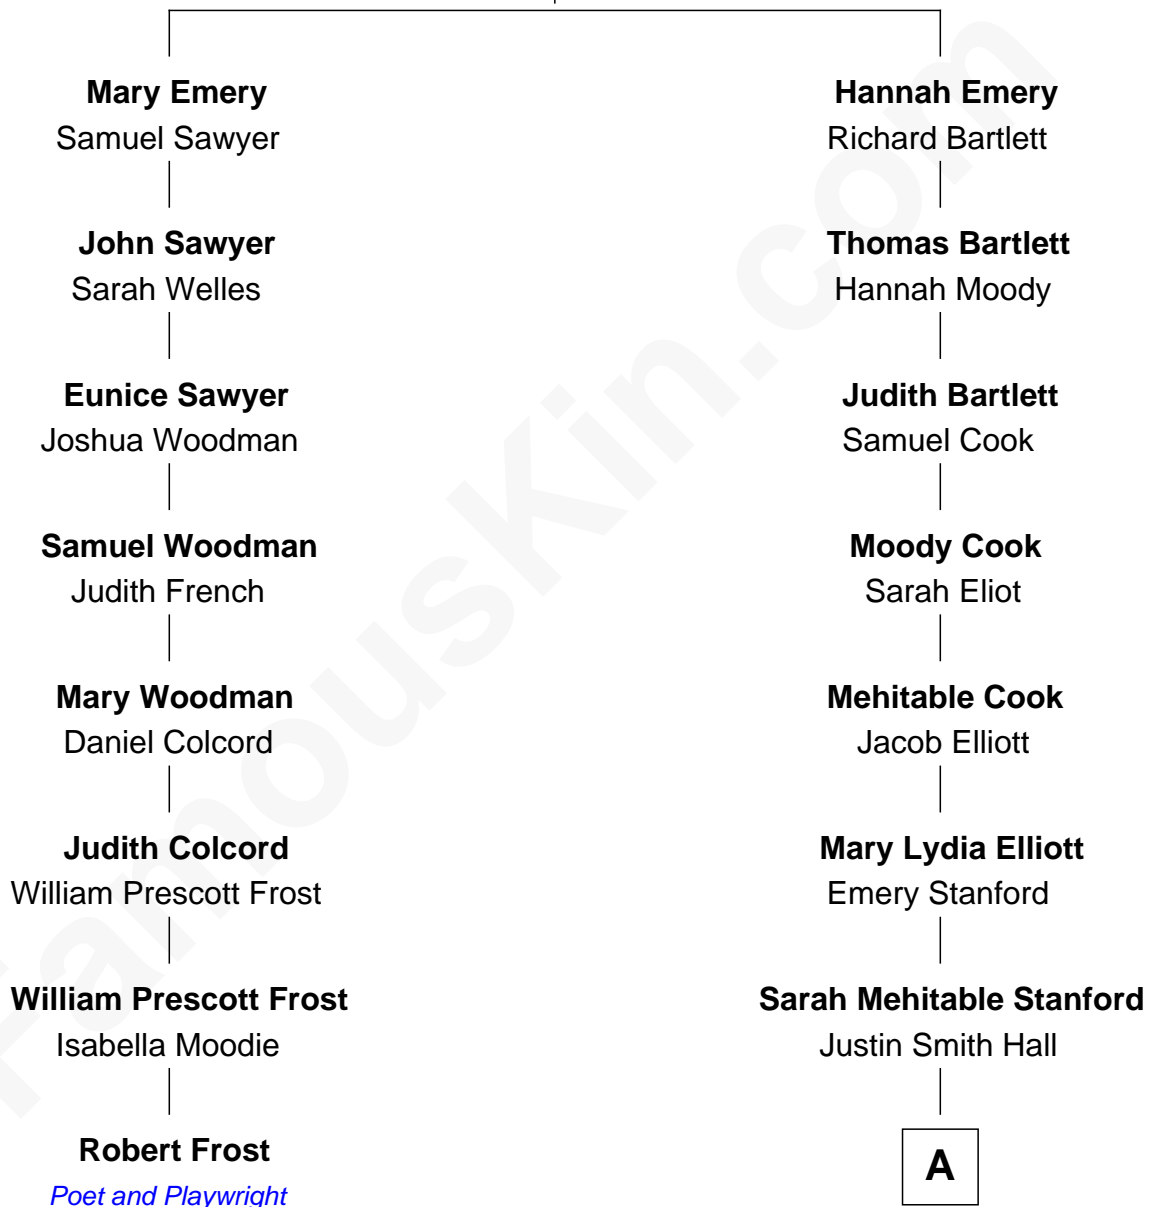 Mary Emery
Samuel Sawyer
Hannah Emery
Richard Bartlett
John Sawyer
Sarah Welles
Thomas Bartlett
Hannah Moody
Eunice Sawyer
Joshua Woodman
Judith Bartlett
Samuel Cook
Samuel Woodman
Judith French
Moody Cook
Sarah Eliot
Mary Woodman
Daniel Colcord
Mehitable Cook
Jacob Elliott
Judith Colcord
William Prescott Frost
Mary Lydia Elliott
Emery Stanford
William Prescott Frost
Isabella Moodie
Sarah Mehitable Stanford
Justin Smith Hall
Robert Frost
Poet and Playwright
A
FamousKin.com